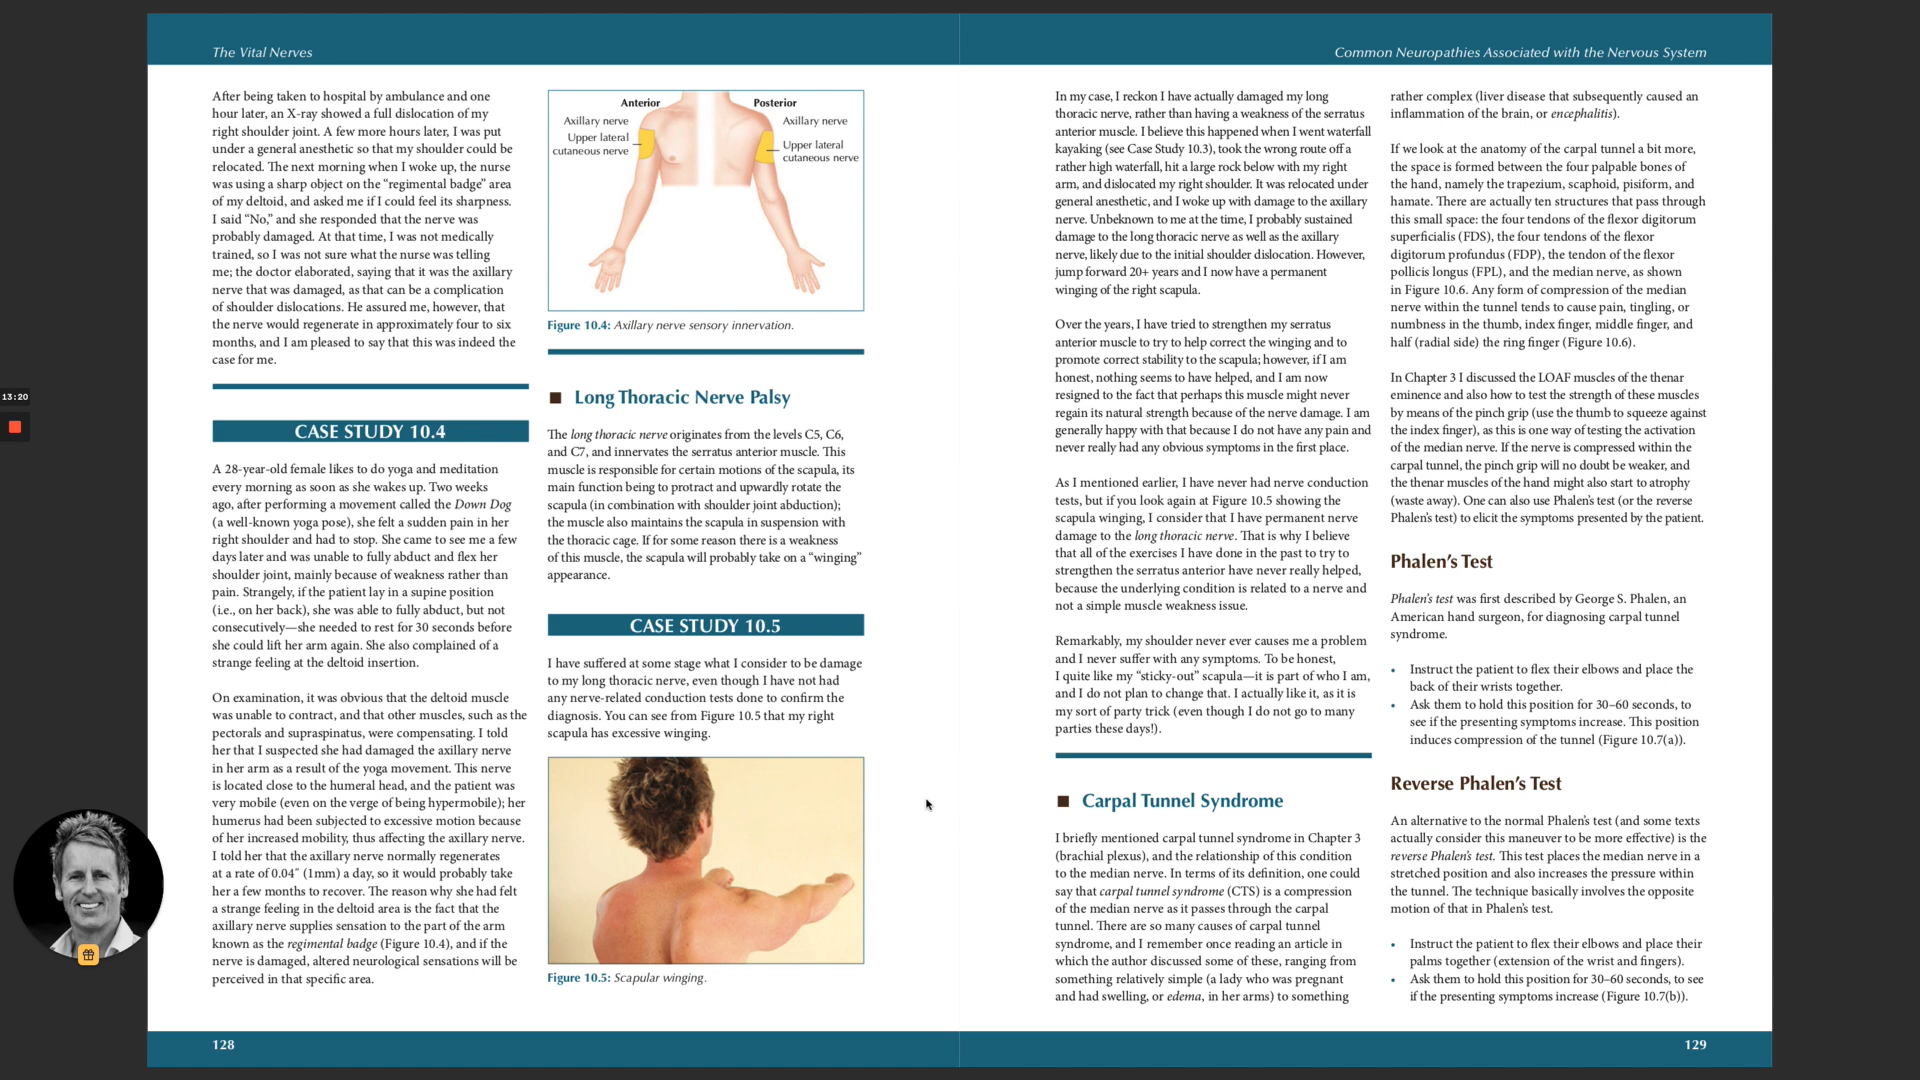 The Vital Nerves
Common Neuropathies Associated with the Nervous System
After being taken to hospital by ambulance and one
hour later, an X-ray showed a full dislocation of my
right shoulder joint. A few more hours later, I was put
under a general anesthetic so that my shoulder could be
relocated. The next morning when I woke up, the nurse
was using a sharp object on the “regimental badge” area
of my deltoid, and asked me if I could feel its sharpness.
I said “No,” and she responded that the nerve was
probably damaged. At that time, I was not medically
trained, so I was not sure what the nurse was telling
me; the doctor elaborated, saying that it was the axillary
nerve that was damaged, as that can be a complication
of shoulder dislocations. He assured me, however, that
the nerve would regenerate in approximately four to six
months, and I am pleased to say that this was indeed the
case for me.
CASE STUDY 10.4
A 28-year-old female likes to do yoga and meditation
every morning as soon as she wakes up. Two weeks
ago, after performing a movement called the Down Dog
(a well-known yoga pose), she felt a sudden pain in her
right shoulder and had to stop. She came to see me a few
days later and was unable to fully abduct and flex her
shoulder joint, mainly because of weakness rather than
pain. Strangely, if the patient lay in a supine position
(i.e., on her back), she was able to fully abduct, but not
consecutively—she needed to rest for 30 seconds before
she could lift her arm again. She also complained of a
strange feeling at the deltoid insertion.
On examination, it was obvious that the deltoid muscle
was unable to contract, and that other muscles, such as the
pectorals and supraspinatus, were compensating. I told
her that I suspected she had damaged the axillary nerve
in her arm as a result of the yoga movement. This nerve
is located close to the humeral head, and the patient was
very mobile (even on the verge of being hypermobile); her
humerus had been subjected to excessive motion because
of her increased mobility, thus affecting the axillary nerve.
I told her that the axillary nerve normally regenerates
at a rate of 0.04″ (1mm) a day, so it would probably take
her a few months to recover. The reason why she had felt
a strange feeling in the deltoid area is the fact that the
axillary nerve supplies sensation to the part of the arm
known as the regimental badge (Figure 10.4), and if the
nerve is damaged, altered neurological sensations will be
perceived in that specific area.
Anterior
Posterior
Axillary nerve
Upper lateral
cutaneous nerve
Axillary nerve
Upper lateral
cutaneous nerve
Figure 10.4: Axillary nerve sensory innervation.
Long Thoracic Nerve Palsy
The long thoracic nerve originates from the levels C5, C6,
and C7, and innervates the serratus anterior muscle. This
muscle is responsible for certain motions of the scapula, its
main function being to protract and upwardly rotate the
scapula (in combination with shoulder joint abduction);
the muscle also maintains the scapula in suspension with
the thoracic cage. If for some reason there is a weakness
of this muscle, the scapula will probably take on a “winging”
appearance.
CASE STUDY 10.5
I have suffered at some stage what I consider to be damage
to my long thoracic nerve, even though I have not had
any nerve-related conduction tests done to confirm the
diagnosis. You can see from Figure 10.5 that my right
scapula has excessive winging.
Figure 10.5: Scapular winging.
In my case, I reckon I have actually damaged my long
thoracic nerve, rather than having a weakness of the serratus
anterior muscle. I believe this happened when I went waterfall
kayaking (see Case Study 10.3), took the wrong route off a
rather high waterfall, hit a large rock below with my right
arm, and dislocated my right shoulder. It was relocated under
general anesthetic, and I woke up with damage to the axillary
nerve. Unbeknown to me at the time, I probably sustained
damage to the long thoracic nerve as well as the axillary
nerve, likely due to the initial shoulder dislocation. However,
jump forward 20+ years and I now have a permanent
winging of the right scapula.
Over the years, I have tried to strengthen my serratus
anterior muscle to try to help correct the winging and to
promote correct stability to the scapula; however, if I am
honest, nothing seems to have helped, and I am now
resigned to the fact that perhaps this muscle might never
regain its natural strength because of the nerve damage. I am
generally happy with that because I do not have any pain and
never really had any obvious symptoms in the first place.
As I mentioned earlier, I have never had nerve conduction
tests, but if you look again at Figure 10.5 showing the
scapula winging, I consider that I have permanent nerve
damage to the long thoracic nerve. That is why I believe
that all of the exercises I have done in the past to try to
strengthen the serratus anterior have never really helped,
because the underlying condition is related to a nerve and
not a simple muscle weakness issue.
Remarkably, my shoulder never ever causes me a problem
and I never suffer with any symptoms. To be honest,
I quite like my “sticky-out” scapula—it is part of who I am,
and I do not plan to change that. I actually like it, as it is
my sort of party trick (even though I do not go to many
parties these days!).
Carpal Tunnel Syndrome
I briefly mentioned carpal tunnel syndrome in Chapter 3
(brachial plexus), and the relationship of this condition
to the median nerve. In terms of its definition, one could
say that carpal tunnel syndrome (CTS) is a compression
of the median nerve as it passes through the carpal
tunnel. There are so many causes of carpal tunnel
syndrome, and I remember once reading an article in
which the author discussed some of these, ranging from
something relatively simple (a lady who was pregnant
and had swelling, or edema, in her arms) to something
rather complex (liver disease that subsequently caused an
inflammation of the brain, or encephalitis).
If we look at the anatomy of the carpal tunnel a bit more,
the space is formed between the four palpable bones of
the hand, namely the trapezium, scaphoid, pisiform, and
hamate. There are actually ten structures that pass through
this small space: the four tendons of the flexor digitorum
superficialis (FDS), the four tendons of the flexor
digitorum profundus (FDP), the tendon of the flexor
pollicis longus (FPL), and the median nerve, as shown
in Figure 10.6. Any form of compression of the median
nerve within the tunnel tends to cause pain, tingling, or
numbness in the thumb, index finger, middle finger, and
half (radial side) the ring finger (Figure 10.6).
In Chapter 3 I discussed the LOAF muscles of the thenar
eminence and also how to test the strength of these muscles
by means of the pinch grip (use the thumb to squeeze against
the index finger), as this is one way of testing the activation
of the median nerve. If the nerve is compressed within the
carpal tunnel, the pinch grip will no doubt be weaker, and
the thenar muscles of the hand might also start to atrophy
(waste away). One can also use Phalen’s test (or the reverse
Phalen’s test) to elicit the symptoms presented by the patient.
Phalen’s Test
Phalen’s test was first described by George S. Phalen, an
American hand surgeon, for diagnosing carpal tunnel
syndrome.
• Instruct the patient to flex their elbows and place the
back of their wrists together.
• Ask them to hold this position for 30–60 seconds, to
see if the presenting symptoms increase. This position
induces compression of the tunnel (Figure 10.7(a)).
Reverse Phalen’s Test
An alternative to the normal Phalen’s test (and some texts
actually consider this maneuver to be more effective) is the
reverse Phalen’s test. This test places the median nerve in a
stretched position and also increases the pressure within
the tunnel. The technique basically involves the opposite
motion of that in Phalen’s test.
• Instruct the patient to flex their elbows and place their
palms together (extension of the wrist and fingers).
• Ask them to hold this position for 30–60 seconds, to see
if the presenting symptoms increase (Figure 10.7(b)).
128
129
13:20